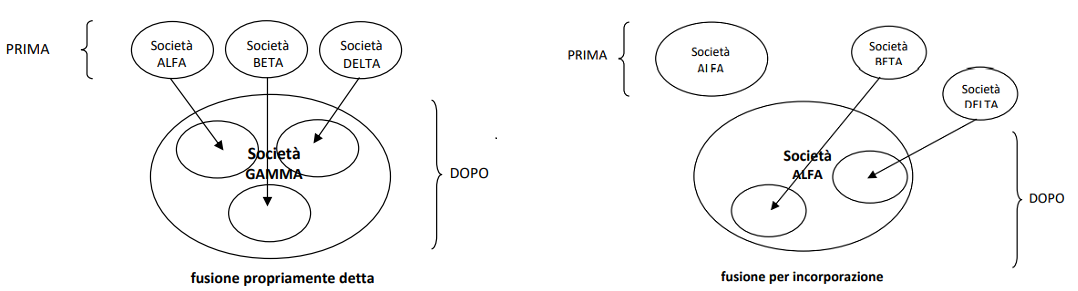 PRIMA
Società
ALFA
Società
BETA
Società
DELTA
Società
GAMMA
DOPO
fusione propriamente detta
PRIMA
Società
ALFA
Società
BETA
Società
DELTA
Società
ALFA
DOPO
fusione per incorporazione